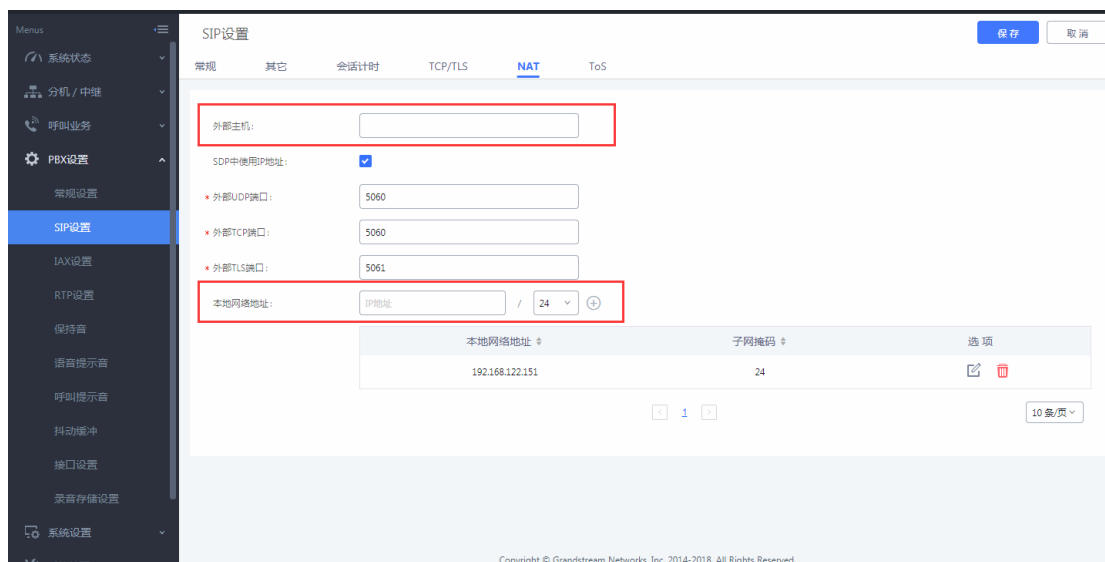 Menus
系统状态
分机 / 中继
呼叫业务
PBX设置
常规设置
SIP设置
IAX设置
RTP设置
保持音
语音提示音
呼叫提示音
抖动缓冲
接口设置
录音存储设置
系统设置
SIP设置
保存 取消
常规 其它 会话计时 TCP/TLS NAT ToS
外部主机:
SDP中使用IP地址:
* 外部UDP端口: 5060
* 外部TCP端口: 5060
* 外部TLS端口: 5061
本地网络地址: IP地址 / 24
本地网络地址 子网掩码 选项
192.168.122.151 24
1
10 条/页
Copyright © Grandstream Networks, Inc. 2014-2018. All Rights Reserved.